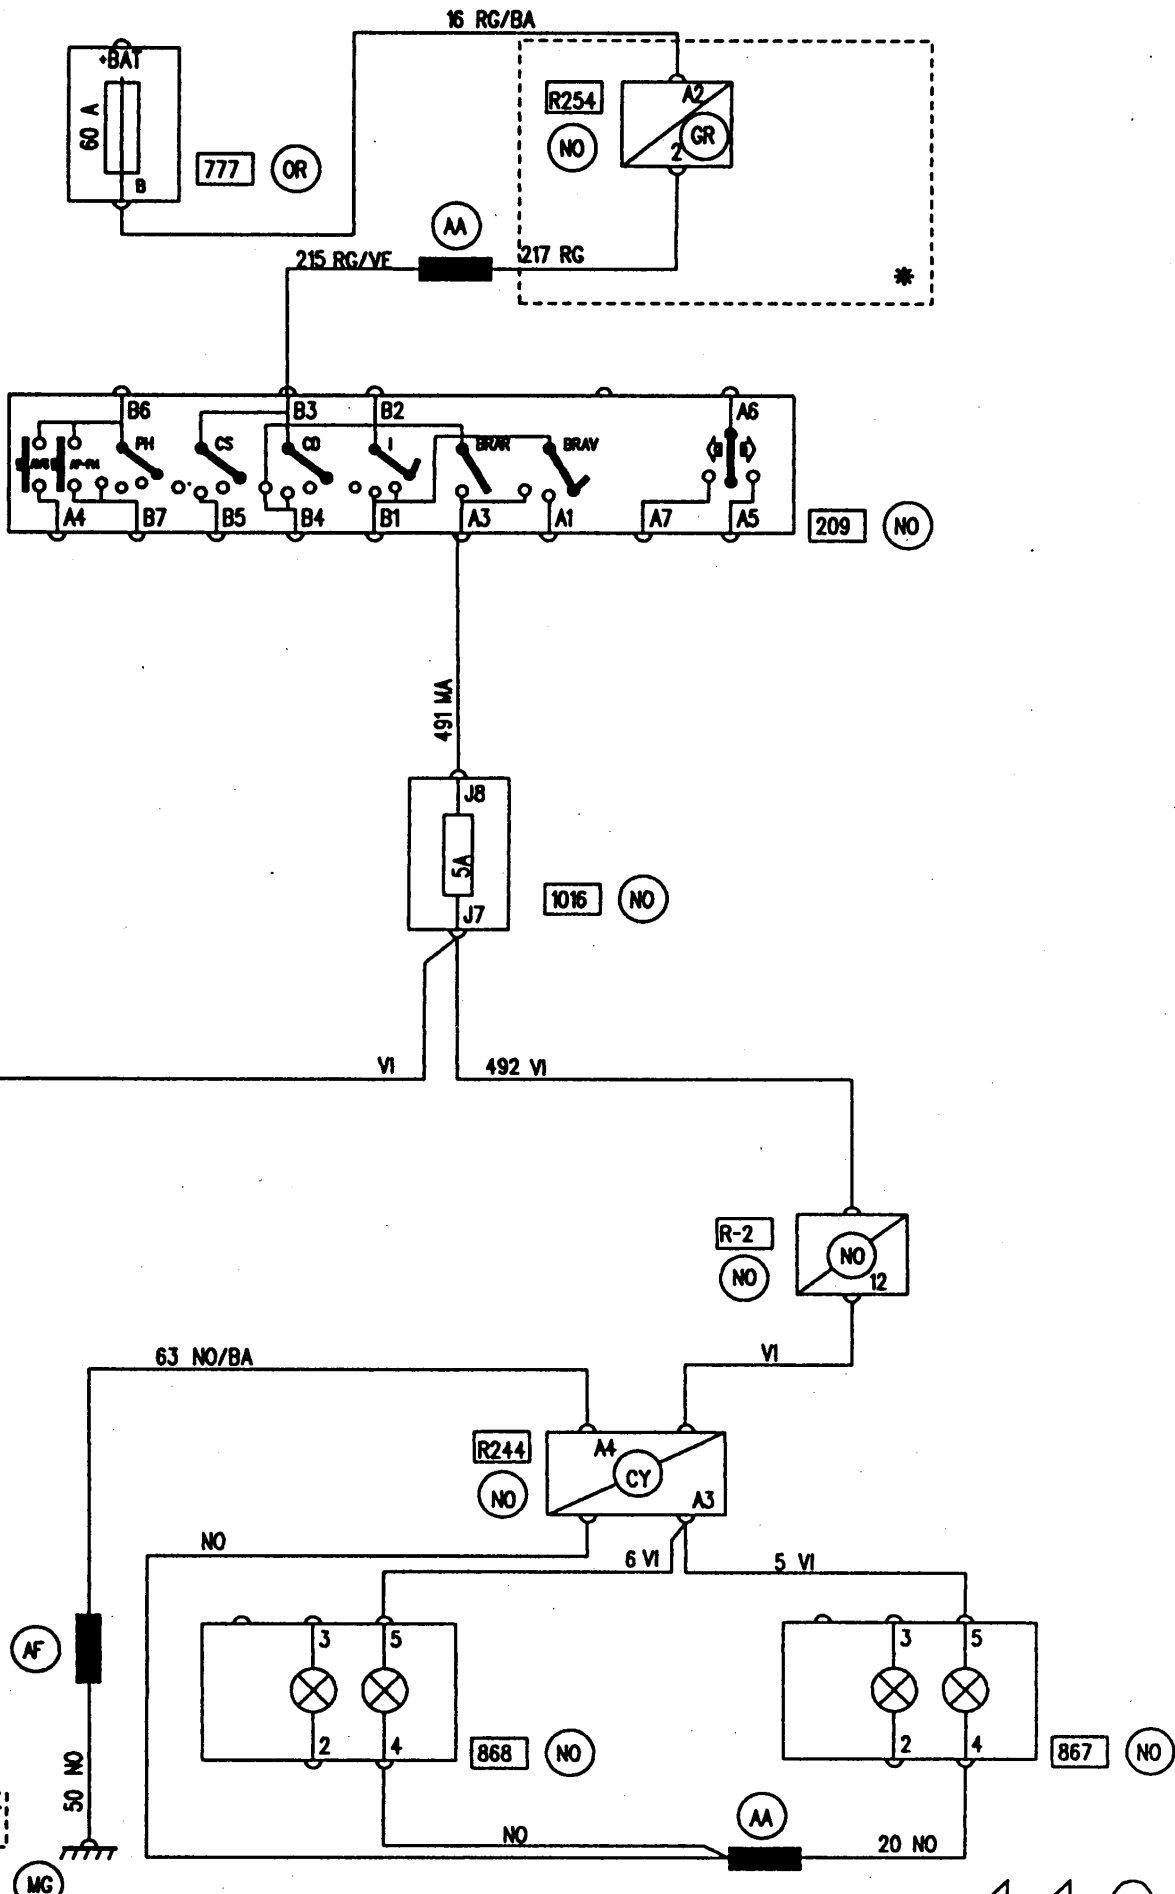 16 RG/BA
+BAT
60 A
B
777
OR
R254
NO
A2
GR
2
AA
215 RG/VE
217 RG
*
B6
B3
B2
A6
PH
CS
CO
I
BRAR
BRAV
A4
B7
B5
B4
B1
A3
A1
A7
A5
209
NO
491 MA
J8
5A
J7
1016
NO
VI
492 VI
R-2
NO
NO
12
VI
63 NO/BA
R244
NO
A4
CY
A3
NO
6 VI
5 VI
AF
3
5
2
4
868
NO
3
5
2
4
867
NO
50 NO
AA
NO
20 NO
MG